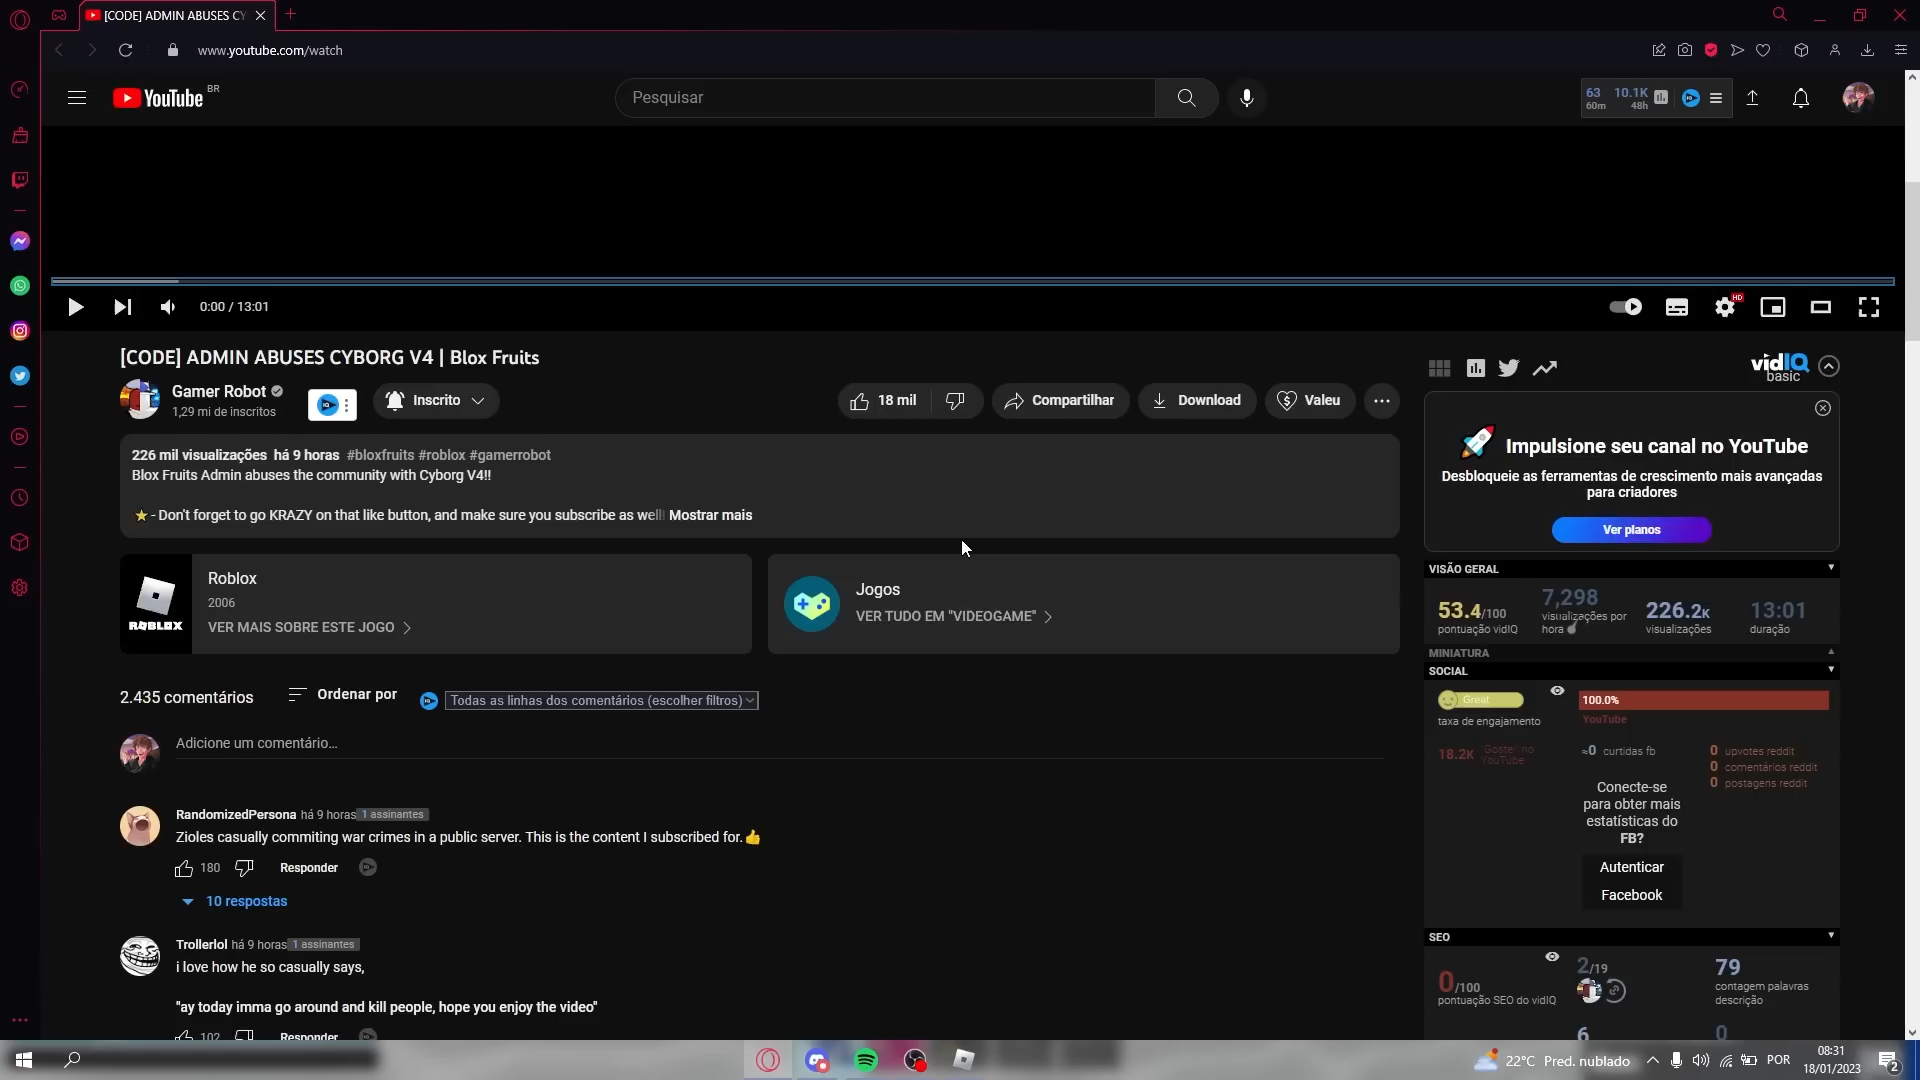 [CODE] ADMIN ABUSES CY
www.youtube.com/watch
YouTube BR
Pesquisar
63 10.1K
60m 48h
0:00 / 13:01
HD
[CODE] ADMIN ABUSES CYBORG V4 | Blox Fruits
Gamer Robot
1,29 mi de inscritos
Inscrito
18 mil
Compartilhar
Download
Valeu
226 mil visualizações há 9 horas #bloxfruits #roblox #gamerrobot
Blox Fruits Admin abuses the community with Cyborg V4!!
- Don't forget to go KRAZY on that like button, and make sure you subscribe as well! Mostrar mais
ROBLOX
Roblox
2006
VER MAIS SOBRE ESTE JOGO
Jogos
VER TUDO EM "VIDEOGAME"
2.435 comentários
Ordenar por
Todas as linhas dos comentários (escolher filtros)
Adicione um comentário...
RandomizedPersona há 9 horas 1 assinantes
Zioles casually commiting war crimes in a public server. This is the content I subscribed for.👍
180
Responder
10 respostas
Trollerlol há 9 horas 1 assinantes
i love how he so casually says,
"ay today imma go around and kill people, hope you enjoy the video"
102
Responder
vidIQ
basic
Impulsione seu canal no YouTube
Desbloqueie as ferramentas de crescimento mais avançadas
para criadores
Ver planos
VISÃO GERAL
53.4/100
pontuação vidIQ
7,298
visualizações por
hora
226.2K
visualizações
13:01
duração
MINIATURA
SOCIAL
Great
taxa de engajamento
100.0%
YouTube
18.2K "Gostei" no
YouTube
≈0 curtidas fb
0 upvotes reddit
0 comentários reddit
0 postagens reddit
Conecte-se
para obter mais
estatísticas do
FB?
Autenticar
Facebook
SEO
0/100
pontuação SEO do vidIQ
2/19
79
contagem palavras
descrição
6
0
22°C Pred. nublado
POR
08:31
18/01/2023
2